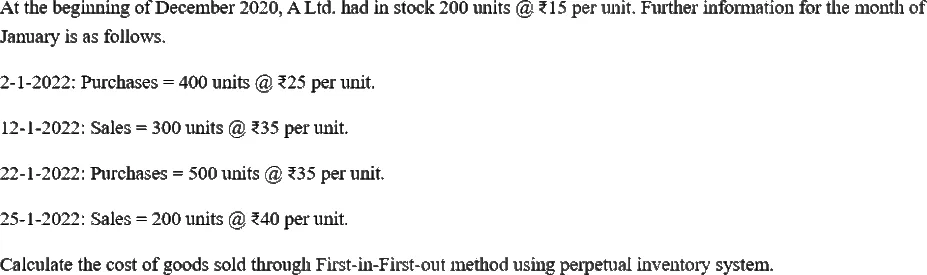 At the beginning of December 2020, A Ltd. had in stock 200 units @ ₹15 per unit. Further information for the month of
January is as follows.
2-1-2022: Purchases = 400 units @ ₹25 per unit.
12-1-2022: Sales = 300 units @ ₹35 per unit.
22-1-2022: Purchases = 500 units @ ₹35 per unit.
25-1-2022: Sales = 200 units @ ₹40 per unit.
Calculate the cost of goods sold through First-in-First-out method using perpetual inventory system.